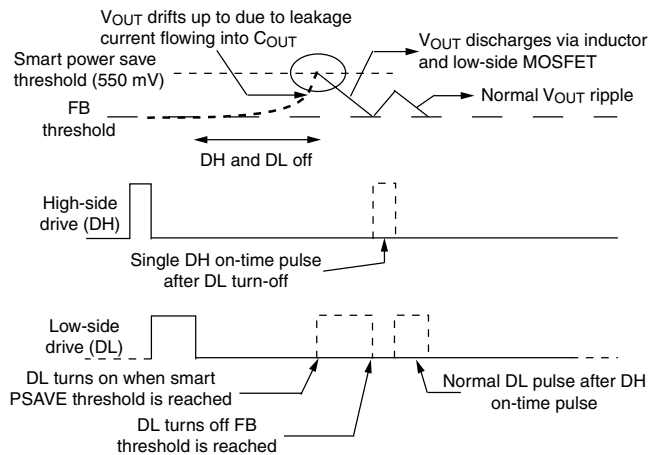 VOUT drifts up to due to leakage
current flowing into COUT
Smart power save
threshold (550 mV)
FB
threshold
VOUT discharges via inductor
and low-side MOSFET
Normal VOUT ripple
DH and DL off
High-side
drive (DH)
Single DH on-time pulse
after DL turn-off
Low-side
drive (DL)
DL turns on when smart
PSAVE threshold is reached
Normal DL pulse after DH
on-time pulse
DL turns off FB
threshold is reached